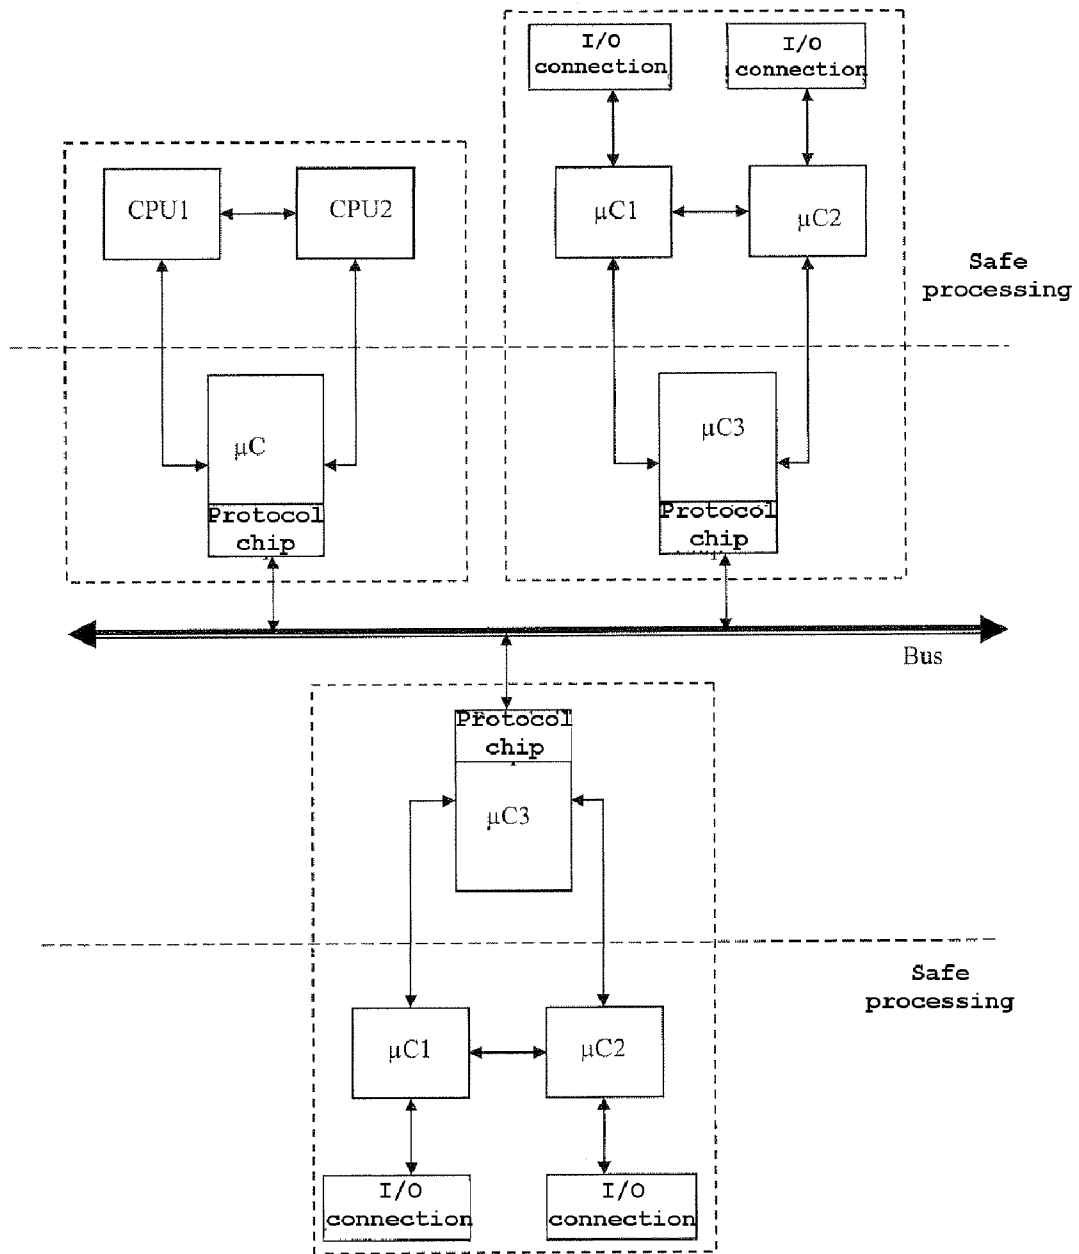 I/O
connection
I/O
connection
CPU1
CPU2
µC1
µC2
Safe
processing
µC
Protocol
chip
µC3
Protocol
chip
Bus
Protocol
chip
µC3
Safe
processing
µC1
µC2
I/O
connection
I/O
connection